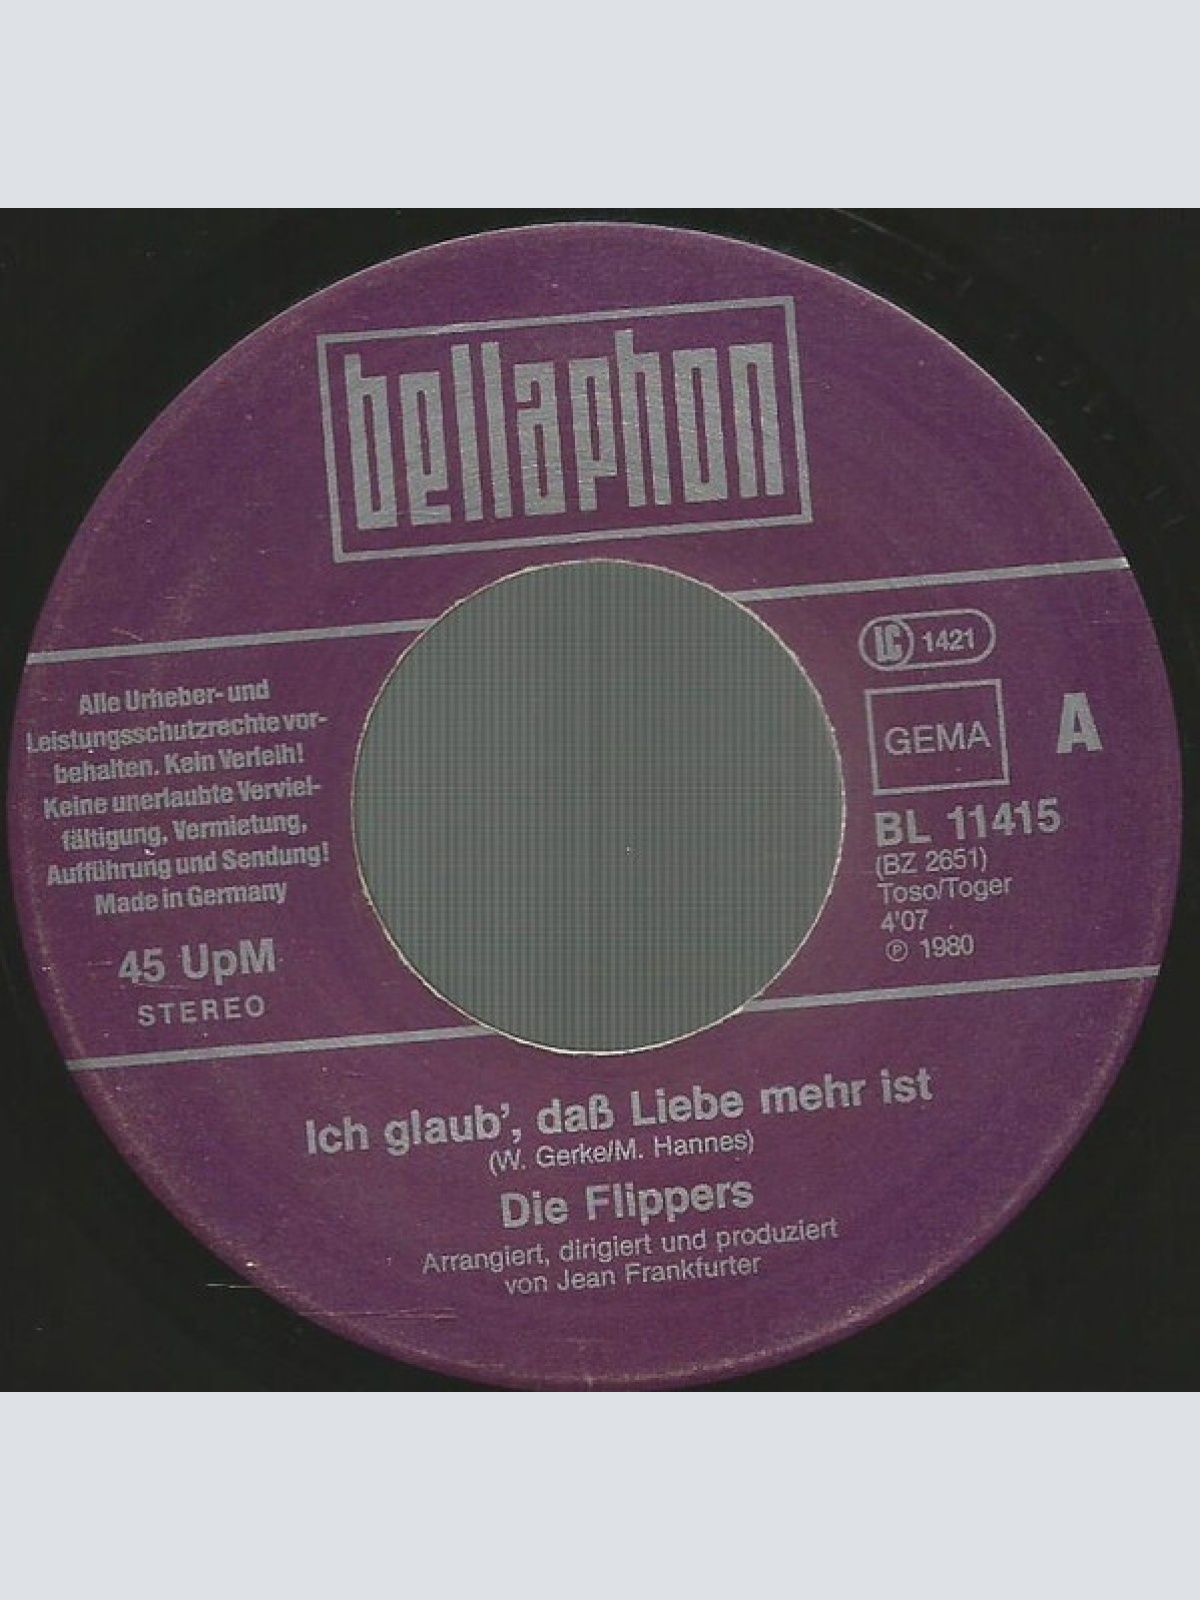 bellaphon
Alle Urheber- und
Leistungsschutzrechte vor-
behalten. Kein Verleih!
Keine unerlaubte Verviel-
fältigung, Vermietung,
Aufführung und Sendung!
Made in Germany
45 UpM
STEREO
LC 1421
GEMA
A
BL 11415
(BZ 2651)
Toso/Toger
4'07
℗ 1980
Ich glaub', daß Liebe mehr ist
(W. Gerke/M. Hannes)
Die Flippers
Arrangiert, dirigiert und produziert
von Jean Frankfurter